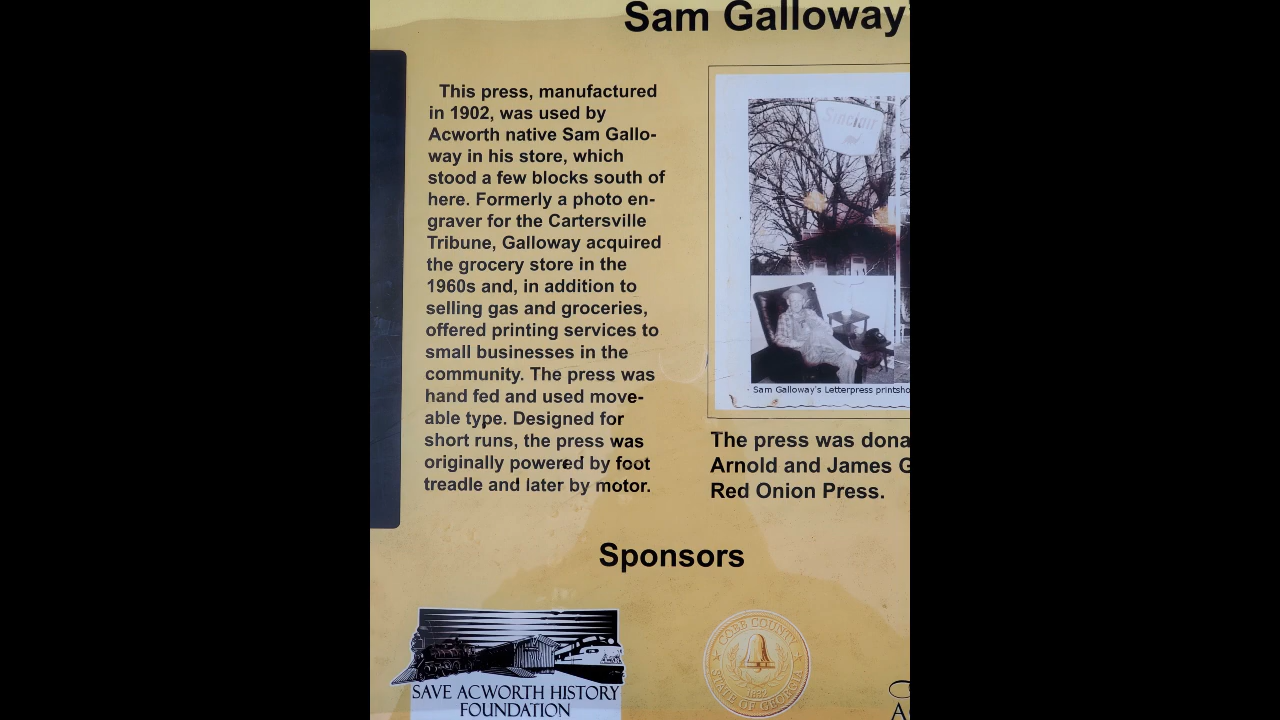 Sam Galloway'
This press, manufactured
in 1902, was used by
Acworth native Sam Gallo-
way in his store, which
stood a few blocks south of
here. Formerly a photo en-
graver for the Cartersville
Tribune, Galloway acquired
the grocery store in the
1960s and, in addition to
selling gas and groceries,
offered printing services to
small businesses in the
community. The press was
hand fed and used move-
able type. Designed for
short runs, the press was
originally powered by foot
treadle and later by motor.
Sinclair
Sam Galloway's Letterpress printsho
The press was dona
Arnold and James G
Red Onion Press.
Sponsors
SAVE ACWORTH HISTORY
FOUNDATION
COBB COUNTY
1832
STATE OF GEORGIA
A